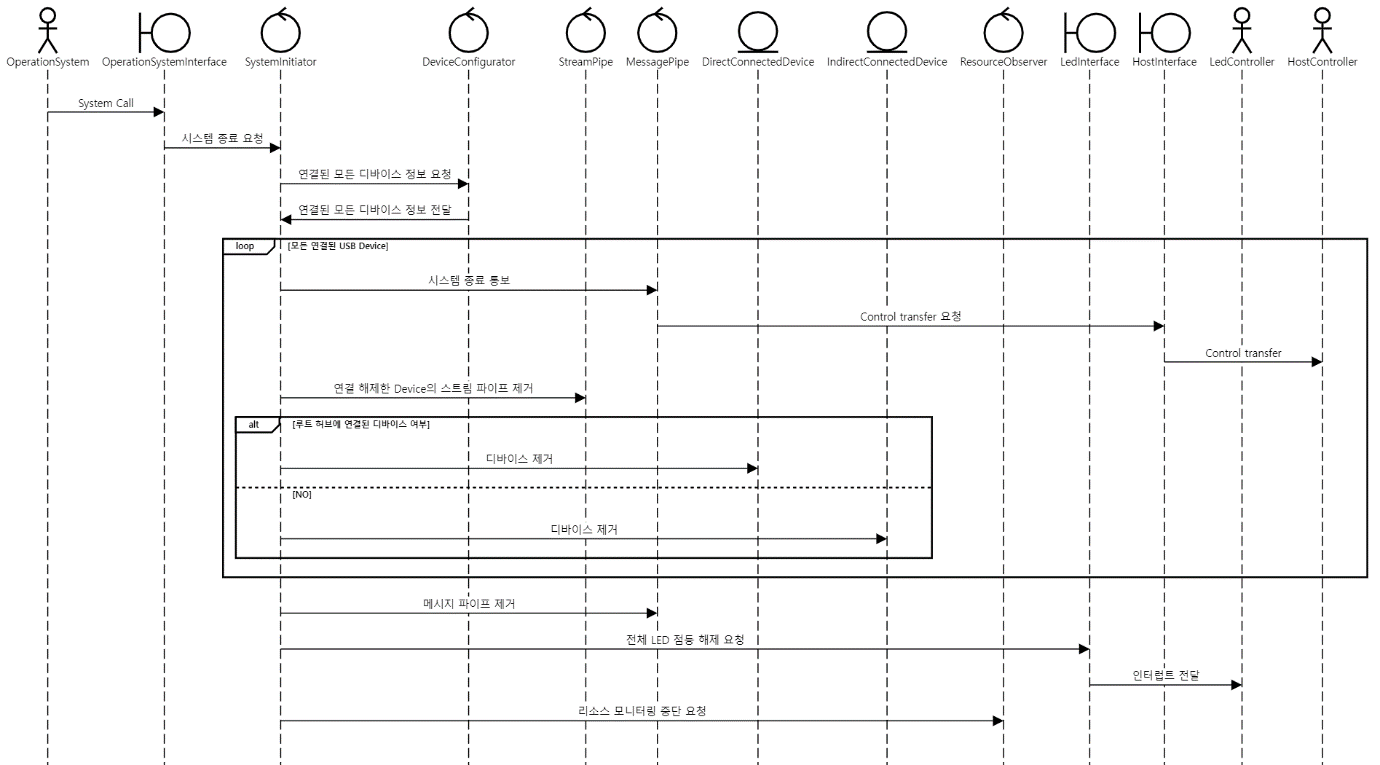 OperationSystem
OperationSystemInterface
SystemInitiator
DeviceConfigurator
StreamPipe
MessagePipe
DirectConnectedDevice
IndirectConnectedDevice
ResourceObserver
LedInterface
HostInterface
LedController
HostController
System Call
시스템 종료 요청
연결된 모든 디바이스 정보 요청
연결된 모든 디바이스 정보 전달
loop
[모든 연결된 USB Device]
시스템 종료 통보
Control transfer 요청
Control transfer
연결 해제한 Device의 스트림 파이프 제거
alt
[루트 허브에 연결된 디바이스 여부]
디바이스 제거
[NO]
디바이스 제거
메시지 파이프 제거
전체 LED 점등 해제 요청
인터럽트 전달
리소스 모니터링 중단 요청